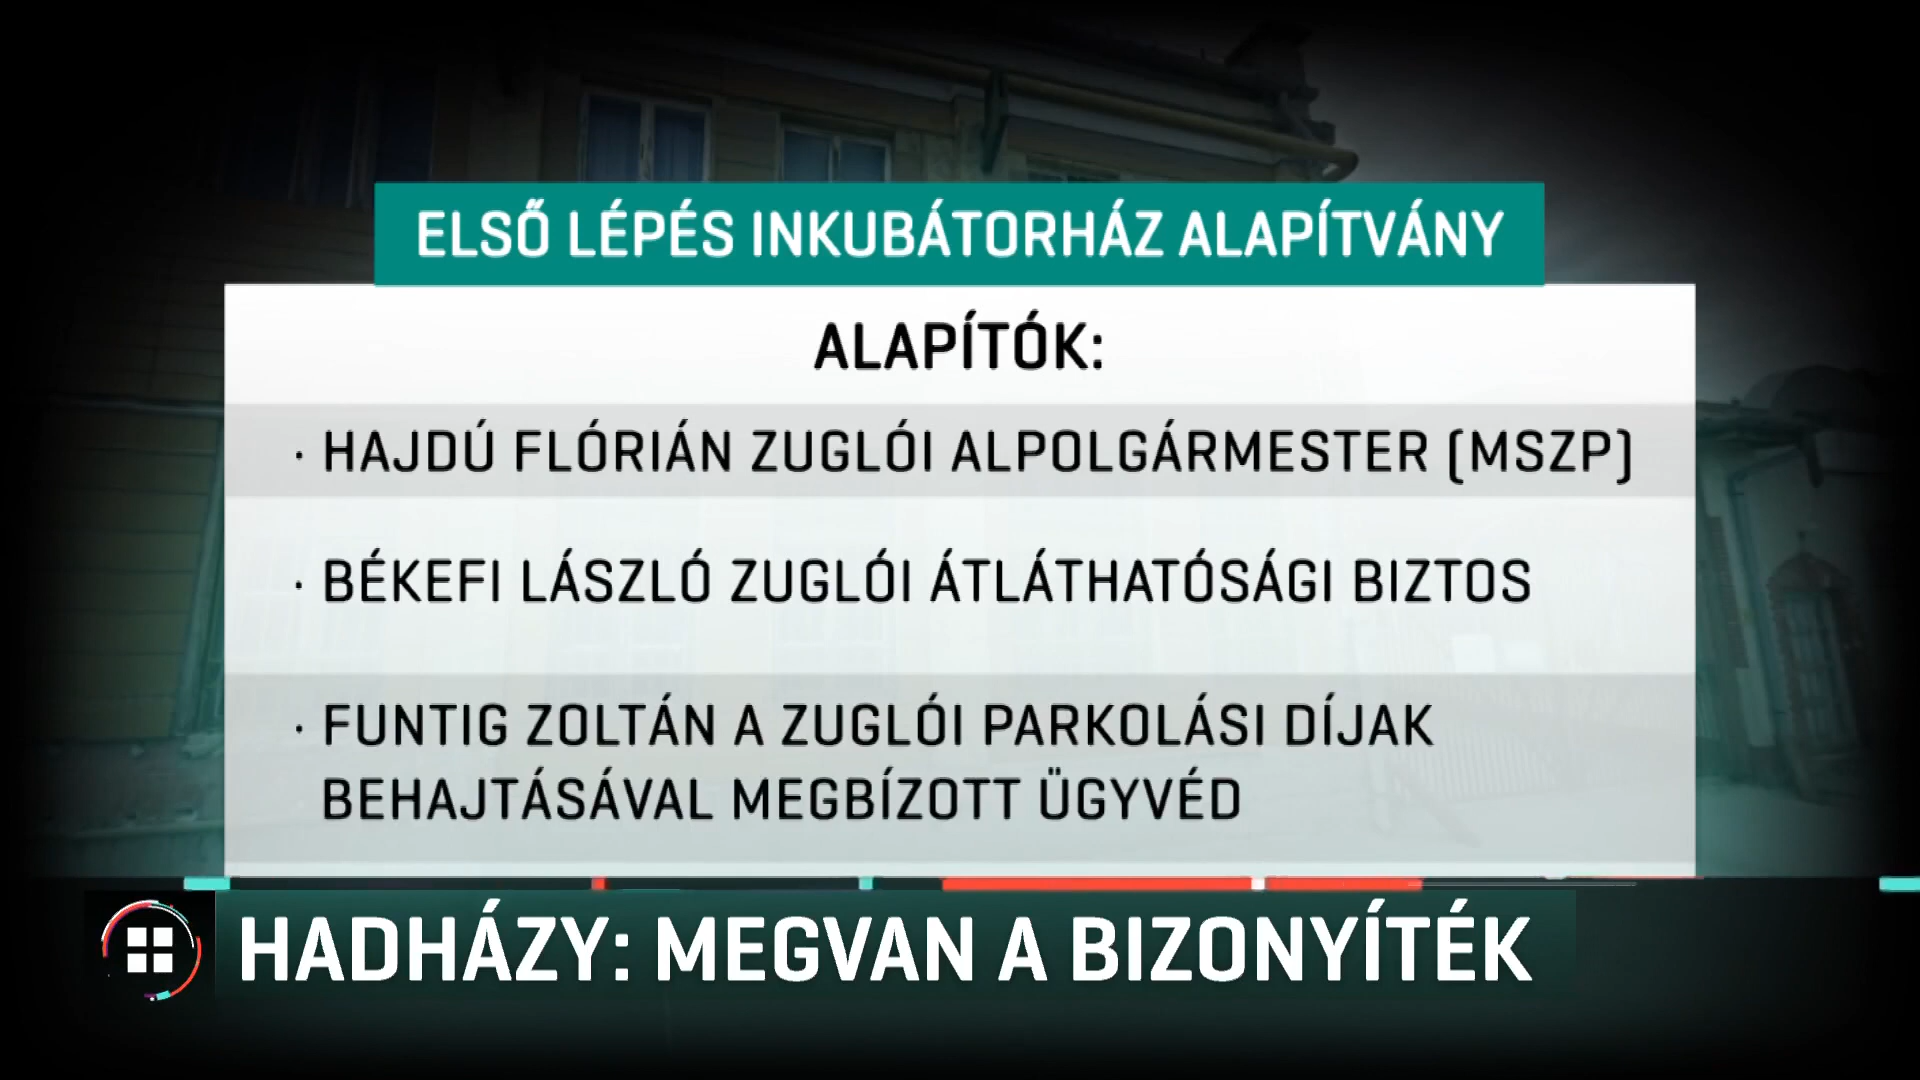 ELSŐ LÉPÉS INKUBÁTORHÁZ ALAPÍTVÁNY
ALAPÍTÓK:
· HAJDÚ FLÓRIÁN ZUGLÓI ALPOLGÁRMESTER (MSZP)
· BÉKEFI LÁSZLÓ ZUGLÓI ÁTLÁTHATÓSÁGI BIZTOS
· FUNTIG ZOLTÁN A ZUGLÓI PARKOLÁSI DÍJAK
BEHAJTÁSÁVAL MEGBÍZOTT ÜGYVÉD
HADHÁZY: MEGVAN A BIZONYÍTÉK